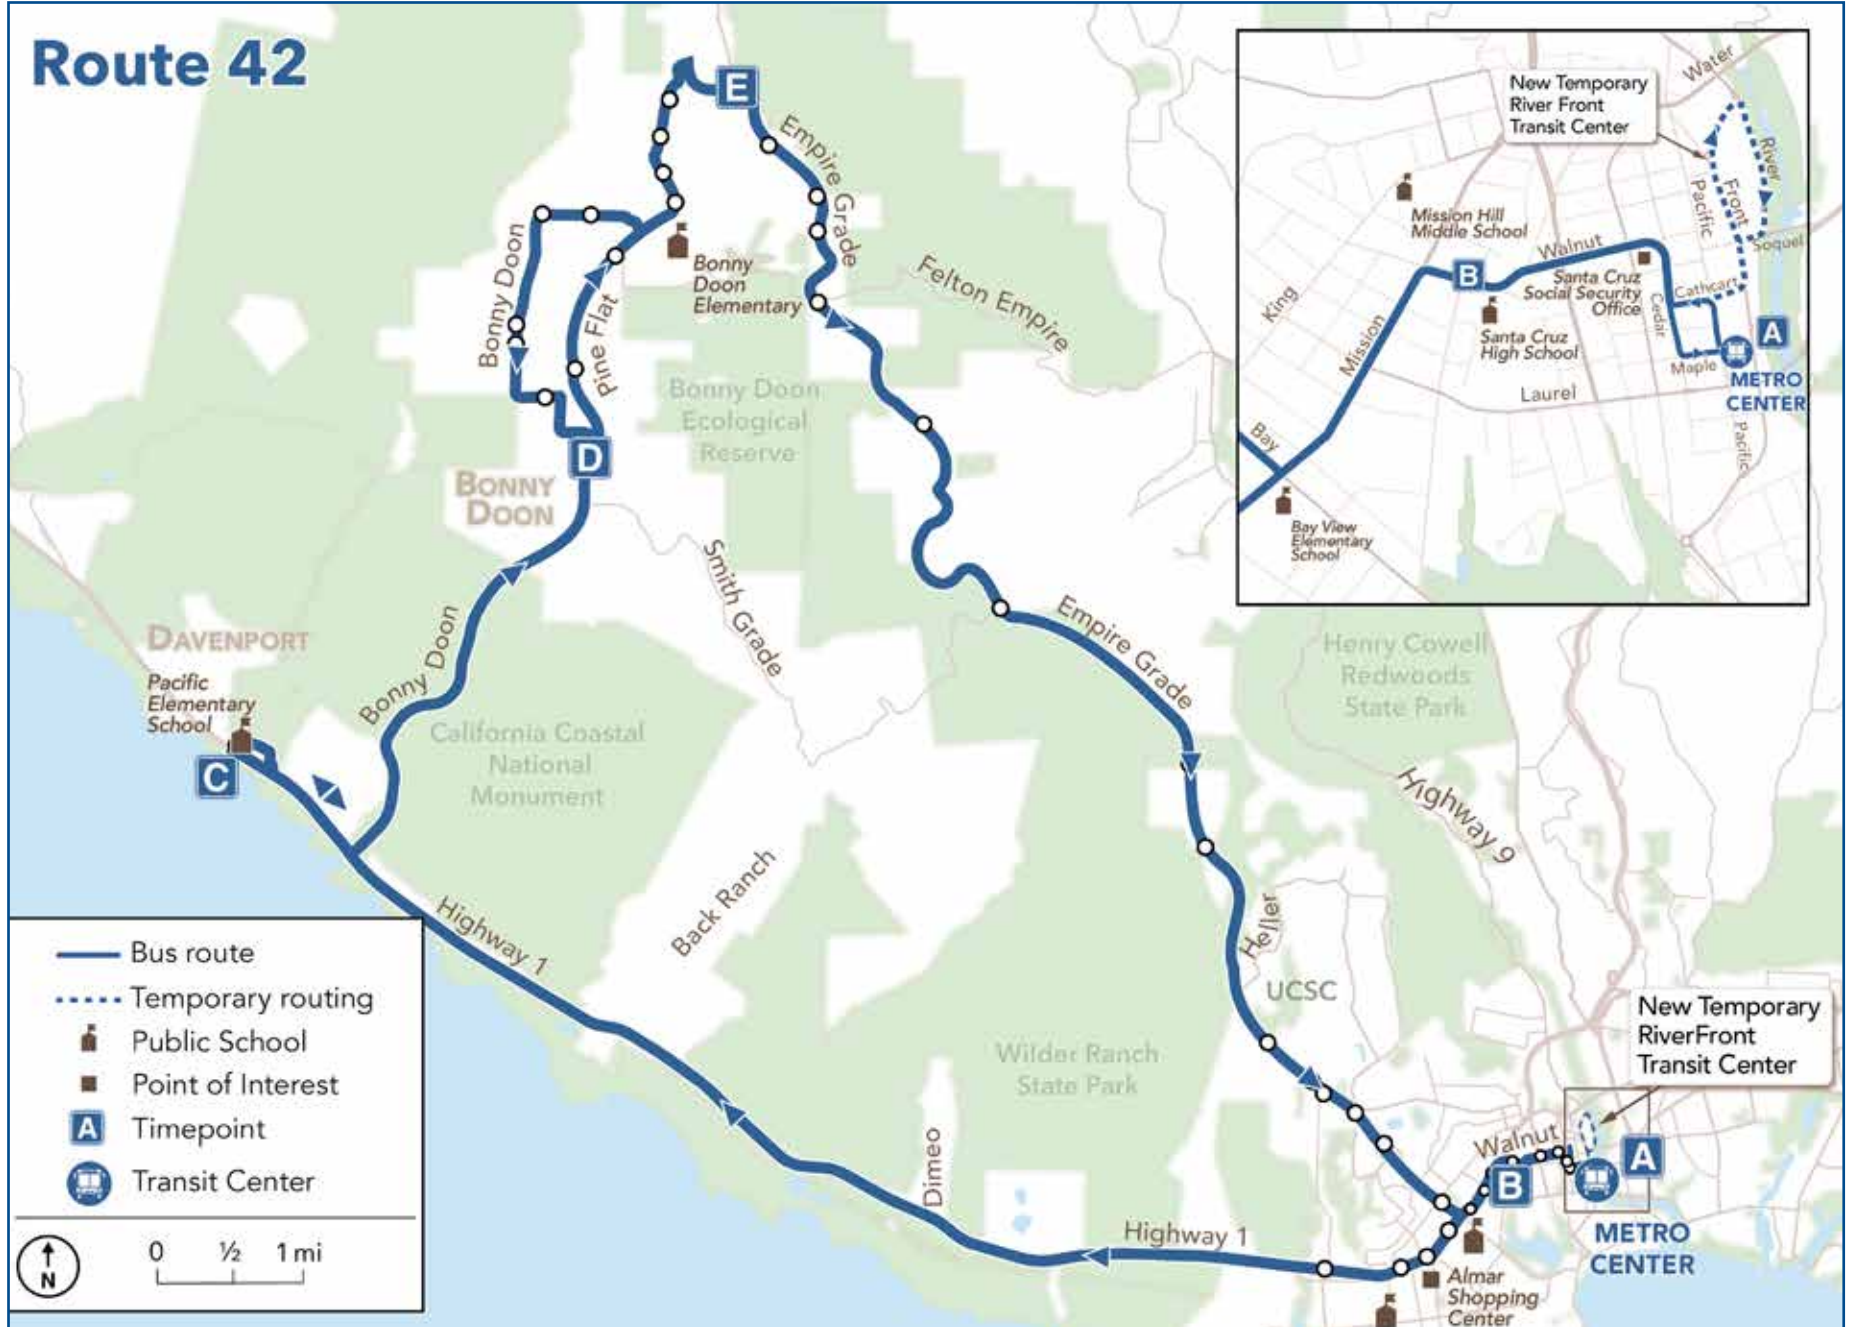 Route 42
E
Empire Grade
Bonny Doon
Bonny Doon
Pine Flat
Bonny
Doon
Elementary
Felton Empire
Bonny Doon
Ecological
Reserve
D
BONNY
DOON
Smith Grade
Empire Grade
DAVENPORT
Pacific
Elementary
School
C
Bonny Doon
California Coastal
National
Monument
Henry Cowell
Redwoods
State Park
Highway 9
Back Ranch
Highway 1
Heller
UCSC
Wilder Ranch
State Park
Dimeo
Highway 1
Walnut
B
A
METRO
CENTER
Almar
Shopping
Center
New Temporary
RiverFront
Transit Center
New Temporary
River Front
Transit Center
Water
River
Pacific
Front
Soquel
Mission Hill
Middle School
Walnut
B
Santa Cruz
Social Security
Office
Cathcart
Cedar
King
Mission
Santa Cruz
High School
A
Maple
METRO
CENTER
Laurel
Bay
Pacific
Bay View
Elementary
School
Bus route
Temporary routing
Public School
Point of Interest
A Timepoint
Transit Center
N
0 ½ 1 mi